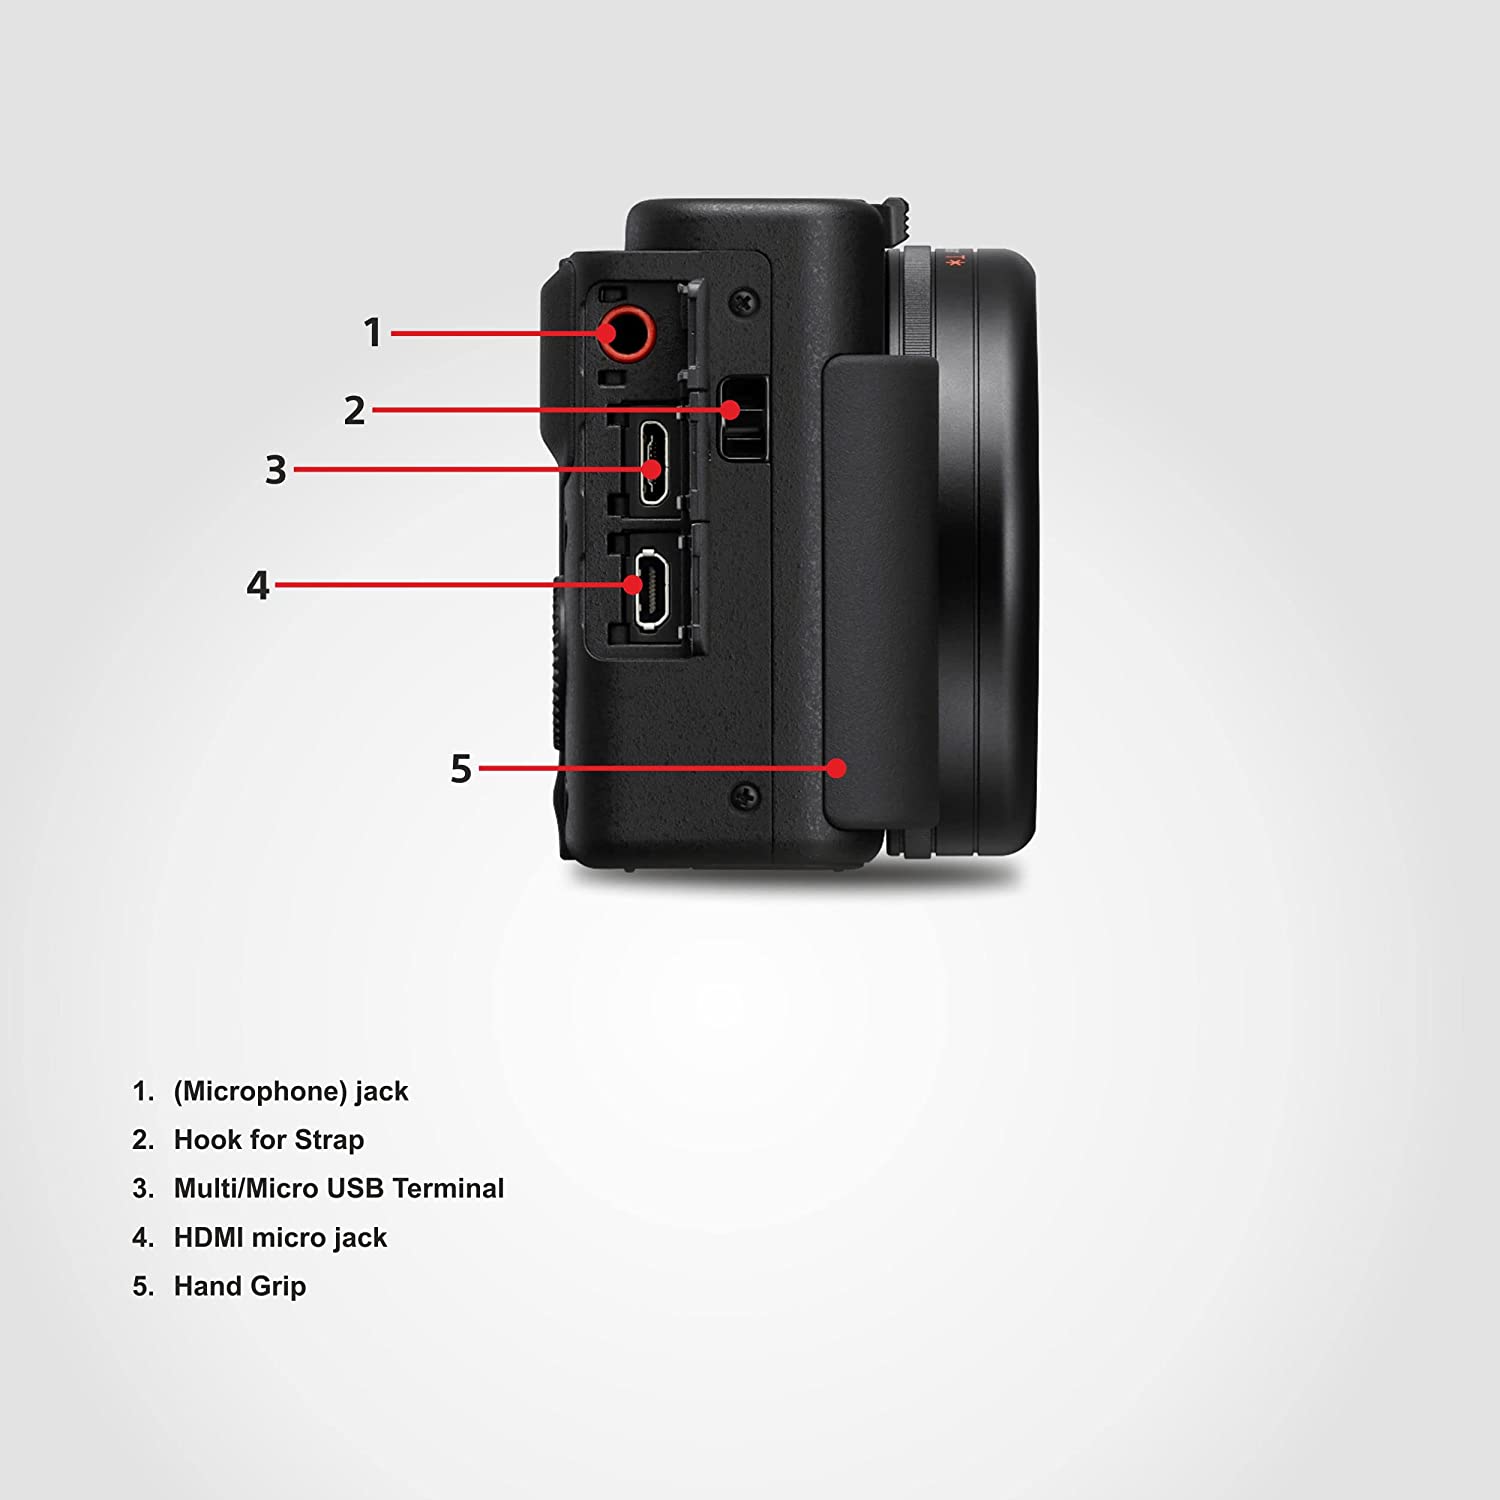 T*
1
2
3
4
5
1. (Microphone) jack
2. Hook for Strap
3. Multi/Micro USB Terminal
4. HDMI micro jack
5. Hand Grip